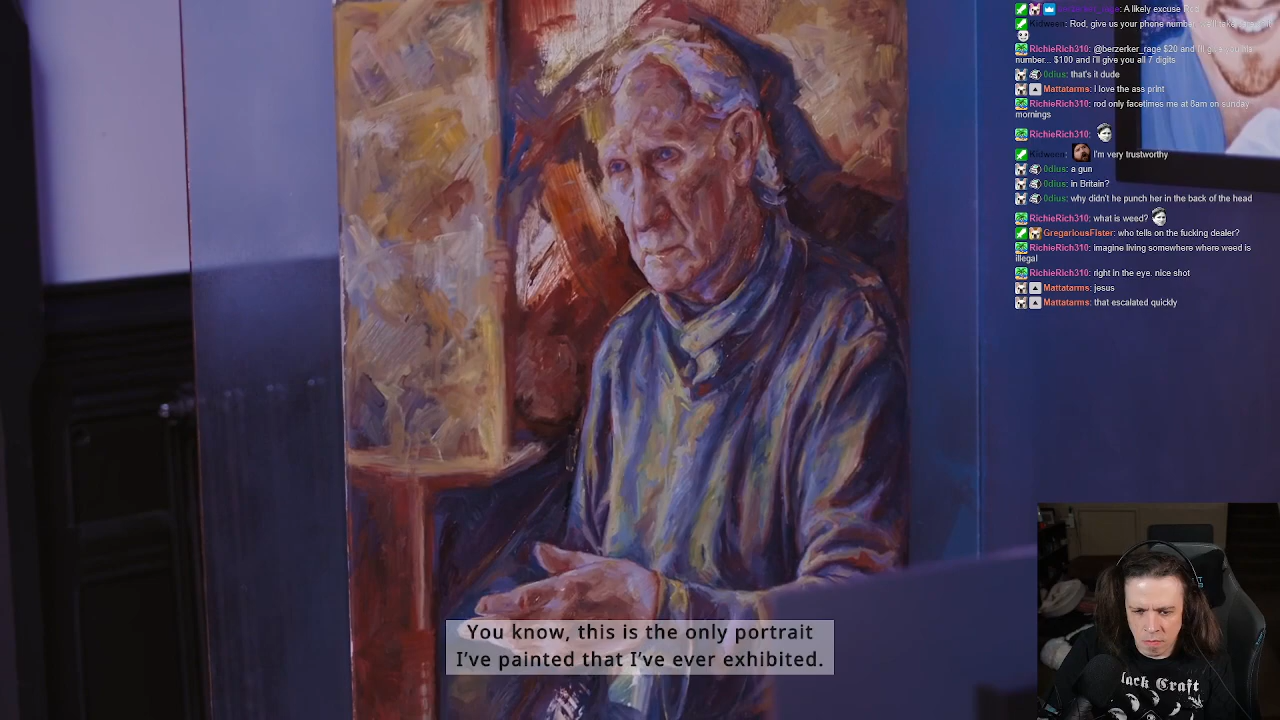 A likely excuse Rod
Rod, give us your phone number
RichieRich310: @berzerker_rage $20 and I'll give you
number... $100 and I'll give you all 7 digits
0dius: that's it dude
Mattatarms: I love the ass print
RichieRich310: rod only facetimes me at 6am on sunday
mornings
RichieRich310:
Kidween: I'm very trustworthy
0dius: a gun
0dius: in Britain?
0dius: why didn't he punch her in the back of the head
RichieRich310: what is weed?
GregariousFister: who tells on the fucking dealer?
RichieRich310: imagine living somewhere where weed is
illegal
RichieRich310: right in the eye. nice shot
Mattatarms: jesus
Mattatarms: that escalated quickly
You know, this is the only portrait
I've painted that I've ever exhibited.
lack Craft